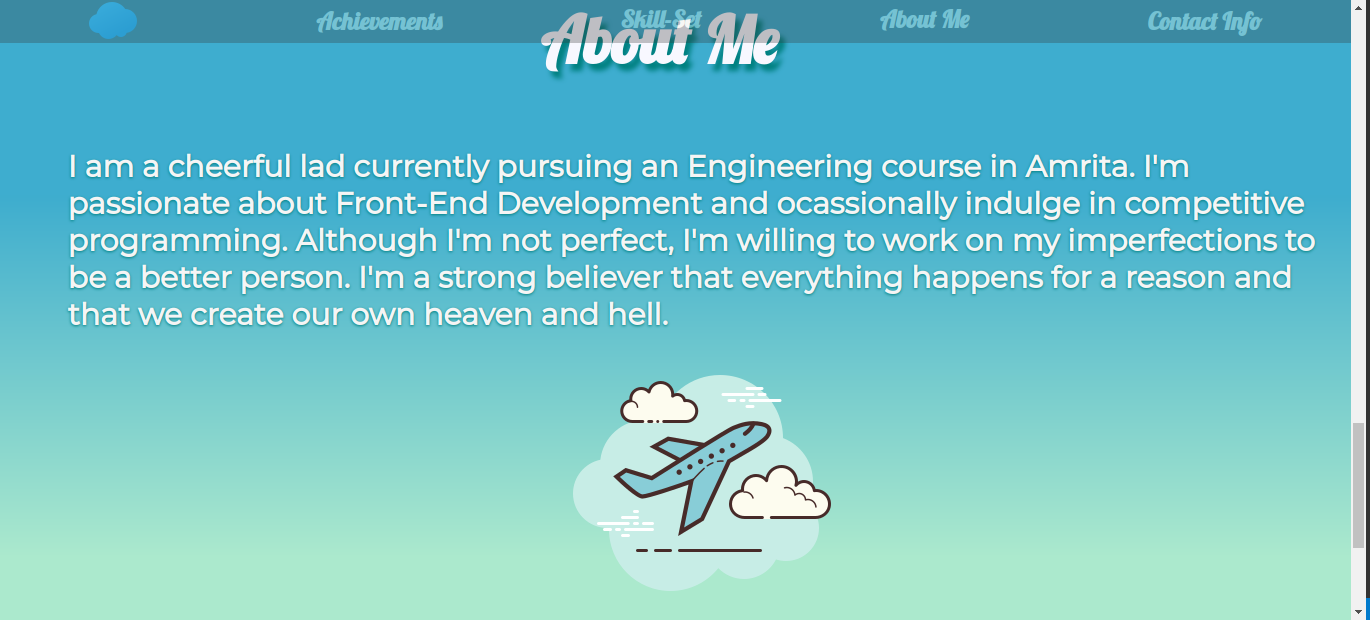 Achievements Skill-Set About Me Contact Info
About Me
I am a cheerful lad currently pursuing an Engineering course in Amrita. I'm
passionate about Front-End Development and ocassionally indulge in competitive
programming. Although I'm not perfect, I'm willing to work on my imperfections to
be a better person. I'm a strong believer that everything happens for a reason and
that we create our own heaven and hell.